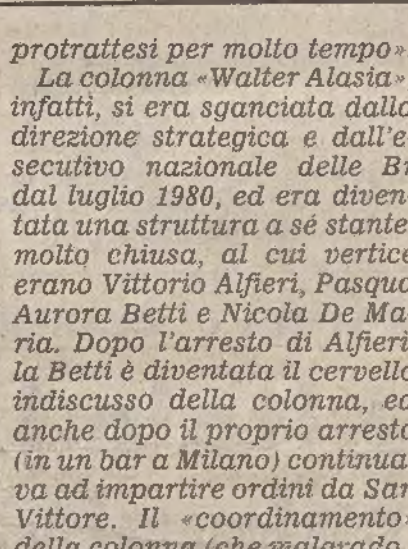 protrattesi per molto tempo»
La colonna «Walter Alasia»
infatti, si era sganciata dalla
direzione strategica e dall'e
secutivo nazionale delle Br
dal luglio 1980, ed era diven
tata una struttura a sé stante
molto chiusa, al cui vertice
erano Vittorio Alfieri, Pasqua
Aurora Betti e Nicola De Ma
ria. Dopo l'arresto di Alfieri
la Betti è diventata il cervello
indiscusso della colonna, ed
anche dopo il proprio arresto
(in un bar a Milano) continua
va ad impartire ordini da San
Vittore. Il «coordinamento»
della colonna (che malgrado